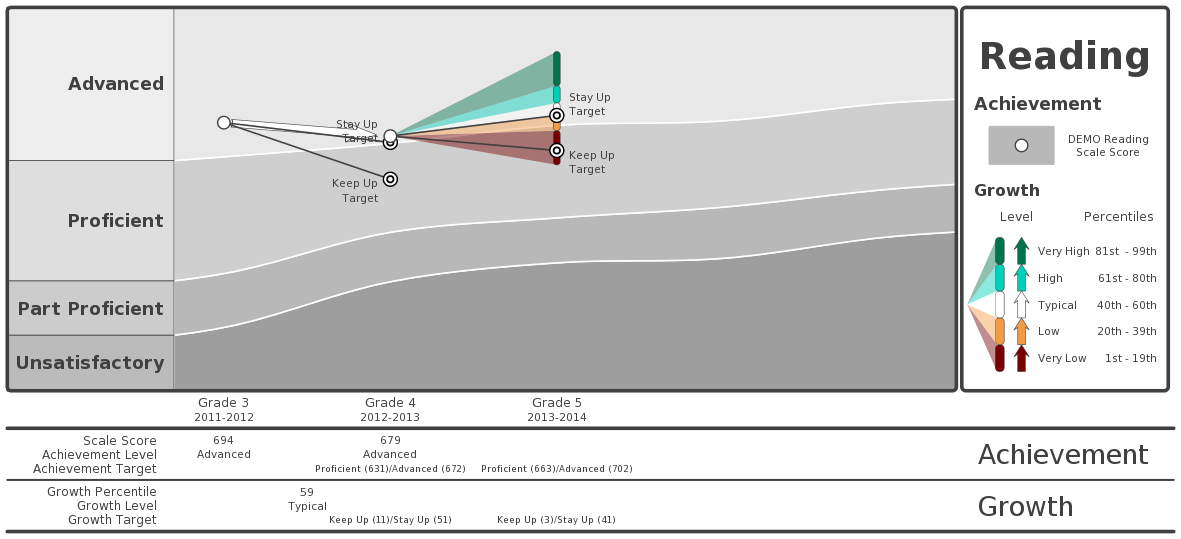 Advanced
Proficient
Part Proficient
Unsatisfactory
Stay Up
Target
Keep Up
Target
Stay Up
Target
Keep Up
Target
Reading
Achievement
DEMO Reading
Scale Score
Growth
Level Percentiles
Very High 81st - 99th
High 61st - 80th
Typical 40th - 60th
Low 20th - 39th
Very Low 1st - 19th
Grade 3 Grade 4 Grade 5
2011-2012 2012-2013 2013-2014
Scale Score 694 679
Achievement Level Advanced Advanced
Achievement Target Proficient (631)/Advanced (672) Proficient (663)/Advanced (702)
Achievement
Growth Percentile 59
Growth Level Typical
Growth Target Keep Up (11)/Stay Up (51) Keep Up (3)/Stay Up (41)
Growth